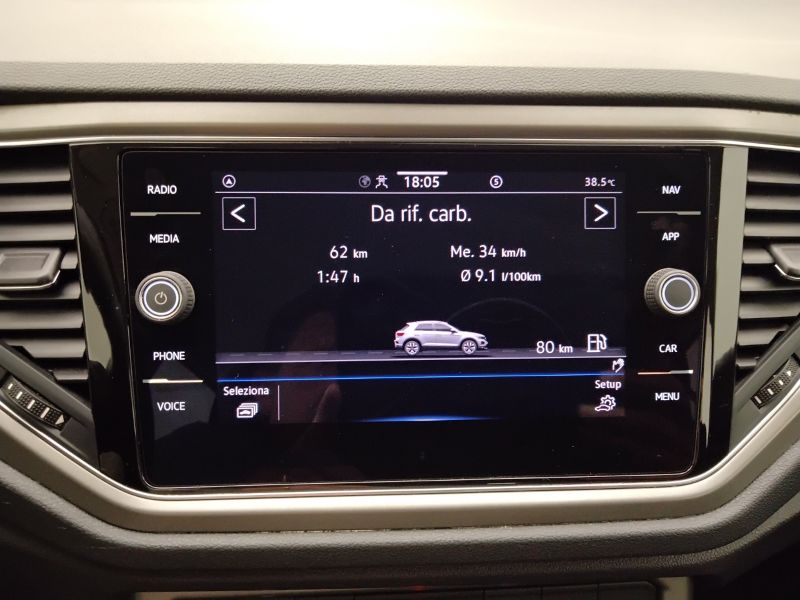 RADIO
MEDIA
PHONE
VOICE
18:05
S
38.5°C
Da rif. carb.
62 km
Me. 34 km/h
1:47 h
Ø 9.1 l/100km
80 km
Seleziona
Setup
NAV
APP
CAR
MENU